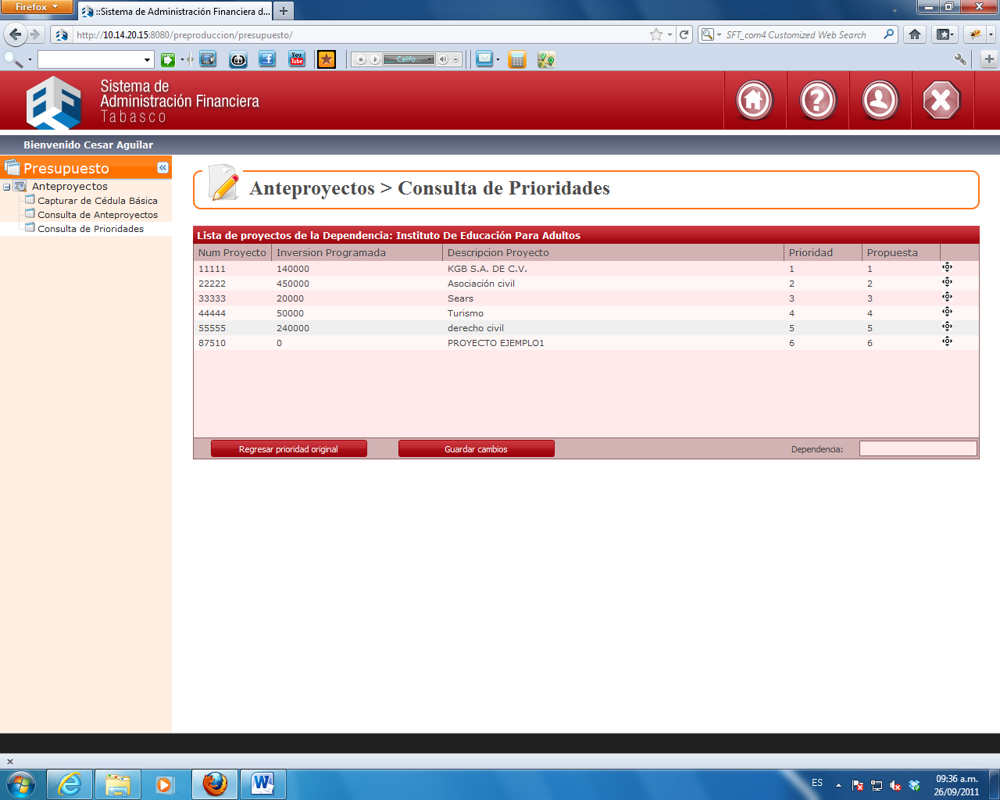 Firefox
::Sistema de Administración Financiera d...
http://10.14.20.15:8080/preproduccion/presupuesto/
SFT_com4 Customized Web Search
You Tube
Califo...
Sistema de
Administración Financiera
Tabasco
Bienvenido Cesar Aguilar
Presupuesto
Anteproyectos
Capturar de Cédula Básica
Consulta de Anteproyectos
Consulta de Prioridades
Anteproyectos > Consulta de Prioridades
Lista de proyectos de la Dependencia: Instituto De Educación Para Adultos
Num Proyecto Inversion Programada Descripcion Proyecto Prioridad Propuesta
11111 140000 KGB S.A. DE C.V. 1 1
22222 450000 Asociación civil 2 2
33333 20000 Sears 3 3
44444 50000 Turismo 4 4
55555 240000 derecho civil 5 5
87510 0 PROYECTO EJEMPLO1 6 6
Regresar prioridad original Guardar cambios Dependencia:
ES 09:36 a.m.
26/09/2011